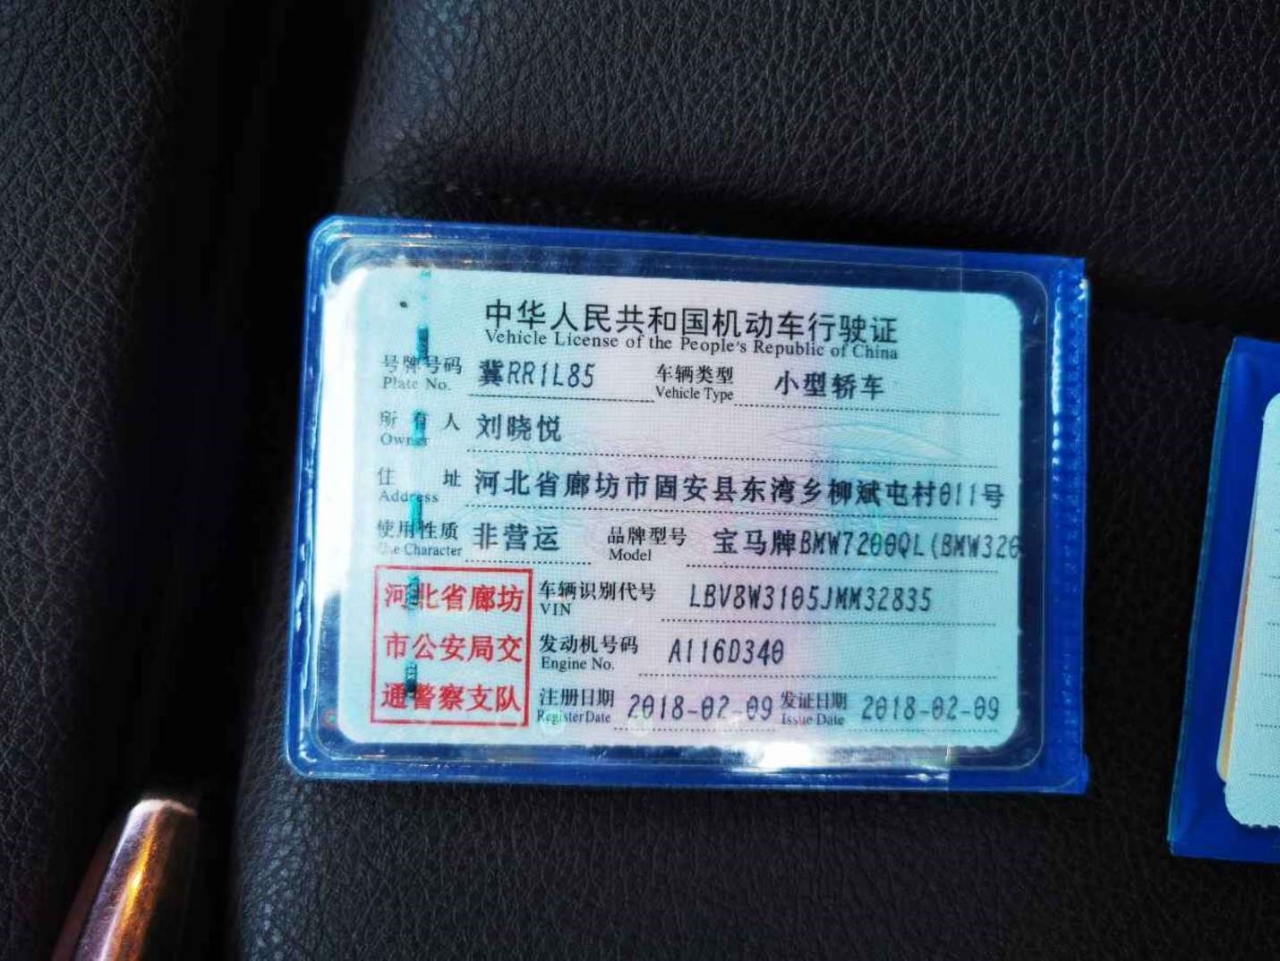 中华人民共和国机动车行驶证
Vehicle License of the People's Republic of China
号牌号码 冀RR1L85 车辆类型 小型轿车
Plate No. Vehicle Type
所有人 刘晓悦
Owner
住址 河北省廊坊市固安县东湾乡柳斌屯村011号
Address
使用性质 非营运 品牌型号 宝马牌BMW7200QL(BMW320
Use Character Model
河北省廊坊 车辆识别代号 LBV8W3105JMM32835
VIN
市公安局交 发动机号码 A116D340
Engine No.
通警察支队 注册日期 2018-02-09 发证日期 2018-02-09
Register Date Issue Date